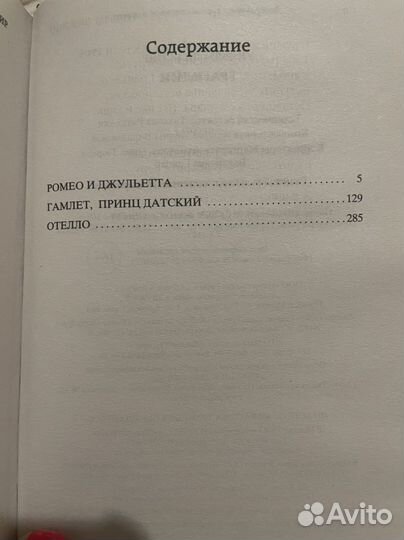 Содержание
РОМЕО И ДЖУЛЬЕТТА ........................................ 5
ГАМЛЕТ, ПРИНЦ ДАТСКИЙ ................................ 129
ОТЕЛЛО ........................................................ 285
Avito